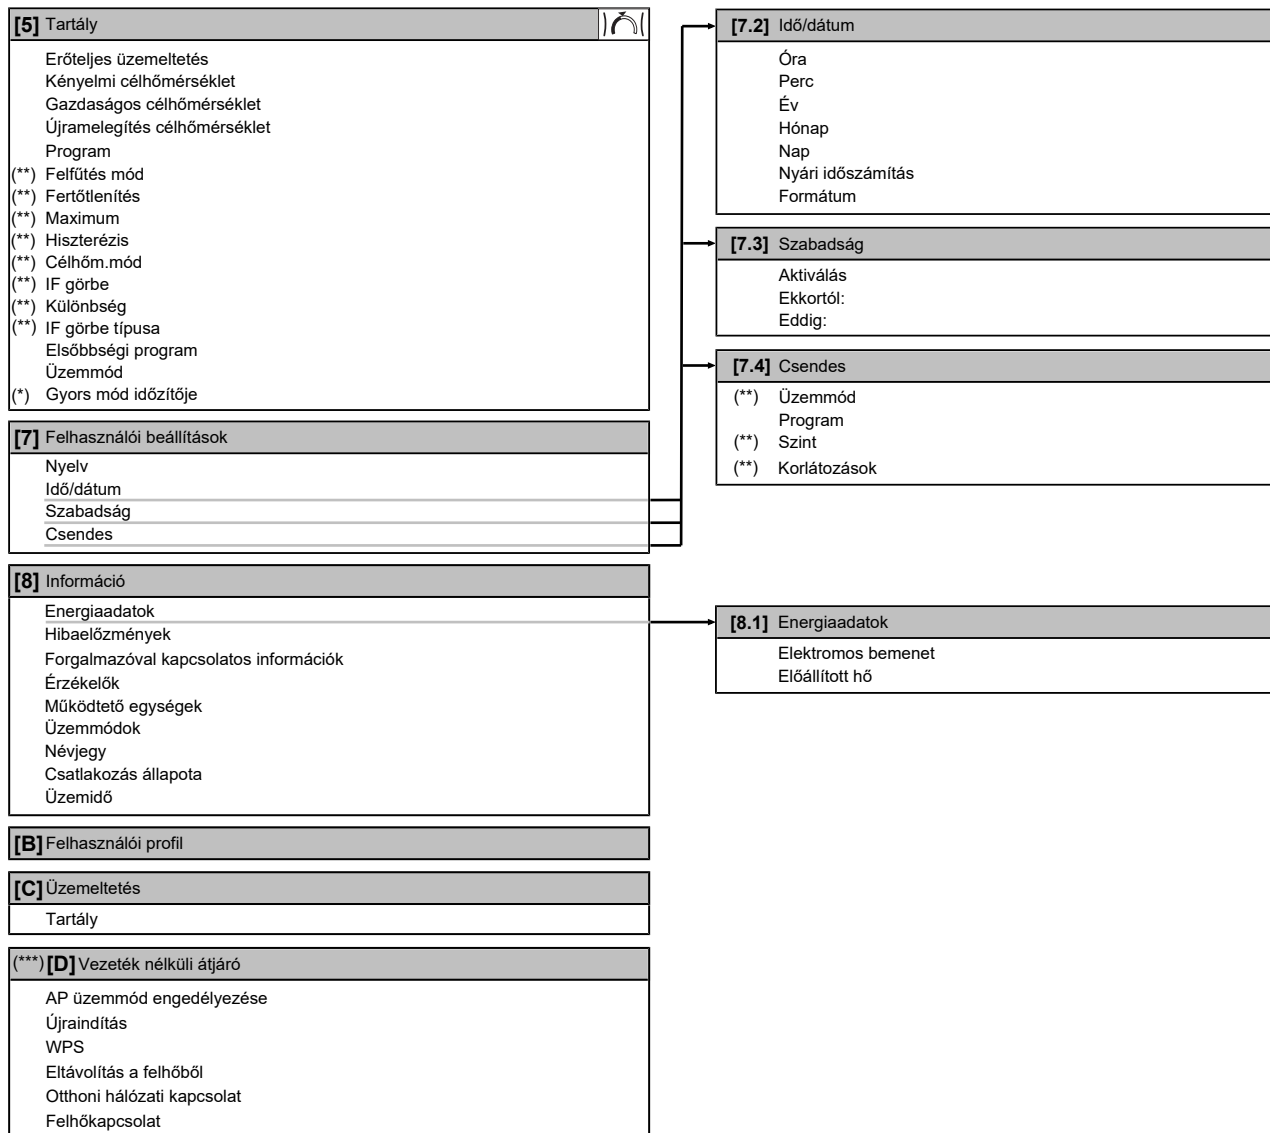 [5] Tartály
Erőteljes üzemeltetés
Kényelmi célhőmérséklet
Gazdaságos célhőmérséklet
Újramelegítés célhőmérséklet
Program
(**) Felfűtés mód
(**) Fertőtlenítés
(**) Maximum
(**) Hiszterézis
(**) Célhőm.mód
(**) IF görbe
(**) Különbség
(**) IF görbe típusa
Elsőbbségi program
Üzemmód
(*) Gyors mód időzítője
[7] Felhasználói beállítások
Nyelv
Idő/dátum
Szabadság
Csendes
[8] Információ
Energiaadatok
Hibaelőzmények
Forgalmazóval kapcsolatos információk
Érzékelők
Működtető egységek
Üzemmódok
Névjegy
Csatlakozás állapota
Üzemidő
[B] Felhasználói profil
[C] Üzemeltetés
Tartály
(***) [D] Vezeték nélküli átjáró
AP üzemmód engedélyezése
Újraindítás
WPS
Eltávolítás a felhőből
Otthoni hálózati kapcsolat
Felhőkapcsolat
[7.2] Idő/dátum
Óra
Perc
Év
Hónap
Nap
Nyári időszámítás
Formátum
[7.3] Szabadság
Aktiválás
Ekkortól:
Eddig:
[7.4] Csendes
(**) Üzemmód
Program
(**) Szint
(**) Korlátozások
[8.1] Energiaadatok
Elektromos bemenet
Előállított hő